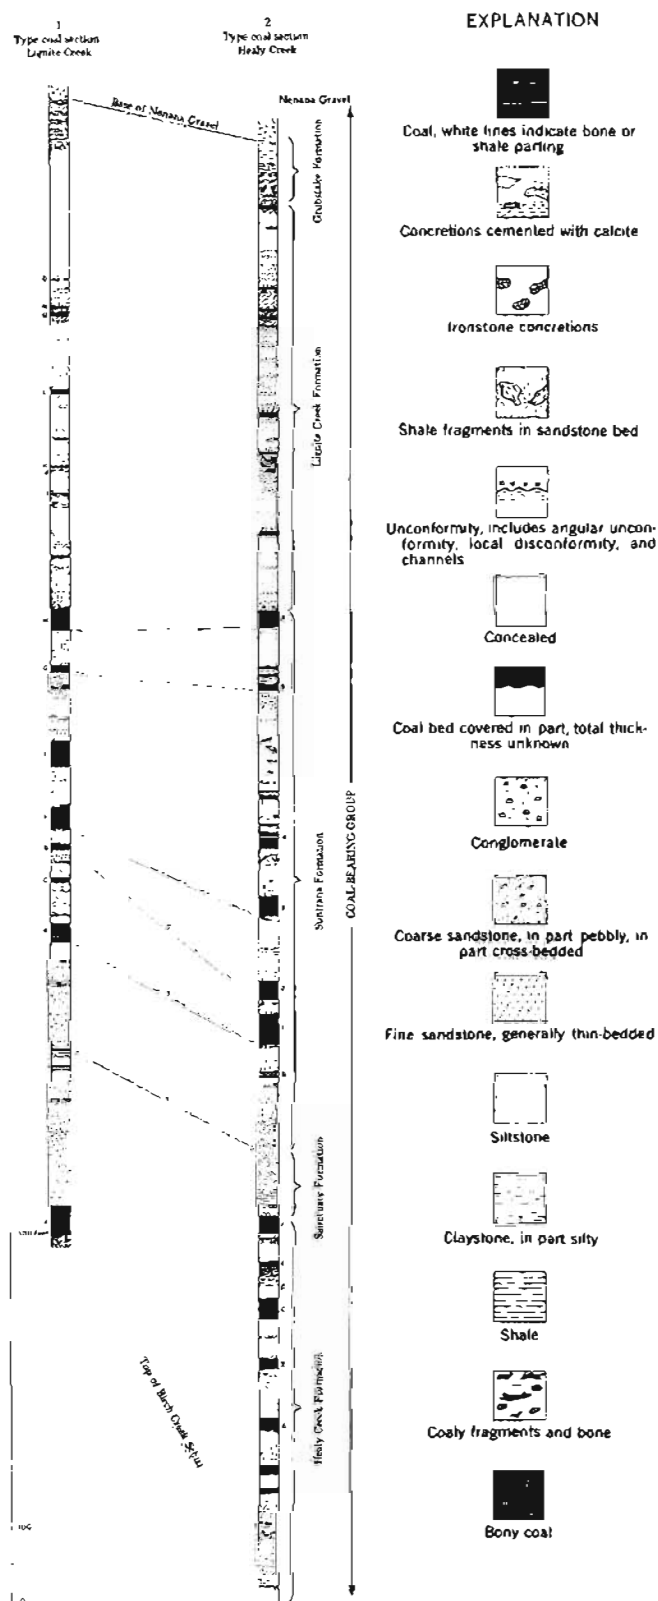 1
Type coal section
Lignite Creek
2
Type coal section
Healy Creek
EXPLANATION
Base of Nenana Gravel
Nenana Gravel
Grubstake Formation
Lignite Creek Formation
Suntrana Formation
Sanctuary Formation
Healy Creek Formation
COAL-BEARING GROUP
Top of Birch Creek Schist
Coal, white lines indicate bone or
shale parting
Concretions cemented with calcite
Ironstone concretions
Shale fragments in sandstone bed
Unconformity, includes angular uncon-
formity, local disconformity, and
channels
Concealed
Coal bed covered in part, total thick-
ness unknown
Conglomerate
Coarse sandstone, in part pebbly, in
part cross-bedded
Fine sandstone, generally thin-bedded
Siltstone
Claystone, in part silty
Shale
Coaly fragments and bone
Bony coal